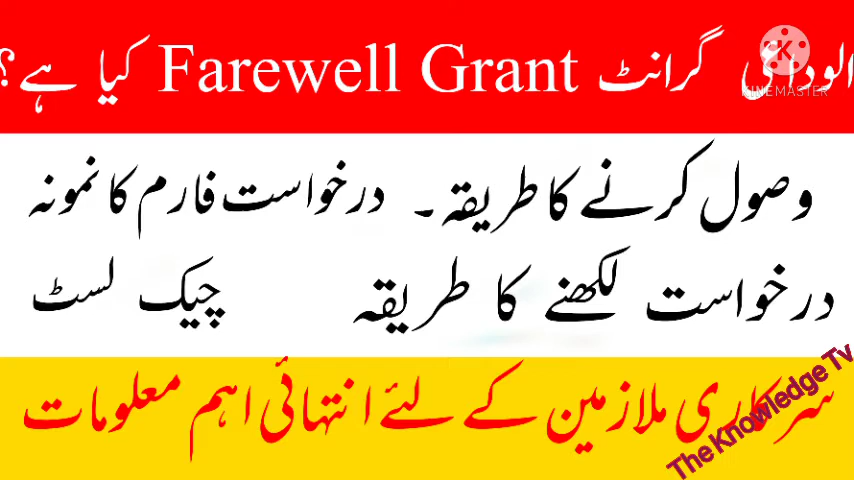 الوداعی گرانٹ Farewell Grant کیا ہے؟
KINEMASTER
وصول کرنے کا طریقہ۔ درخواست فارم کا نمونہ
درخواست لکھنے کا طریقہ چیک لسٹ
سرکاری ملازمین کے لئے انتہائی اہم معلومات
The Knowledge Tv